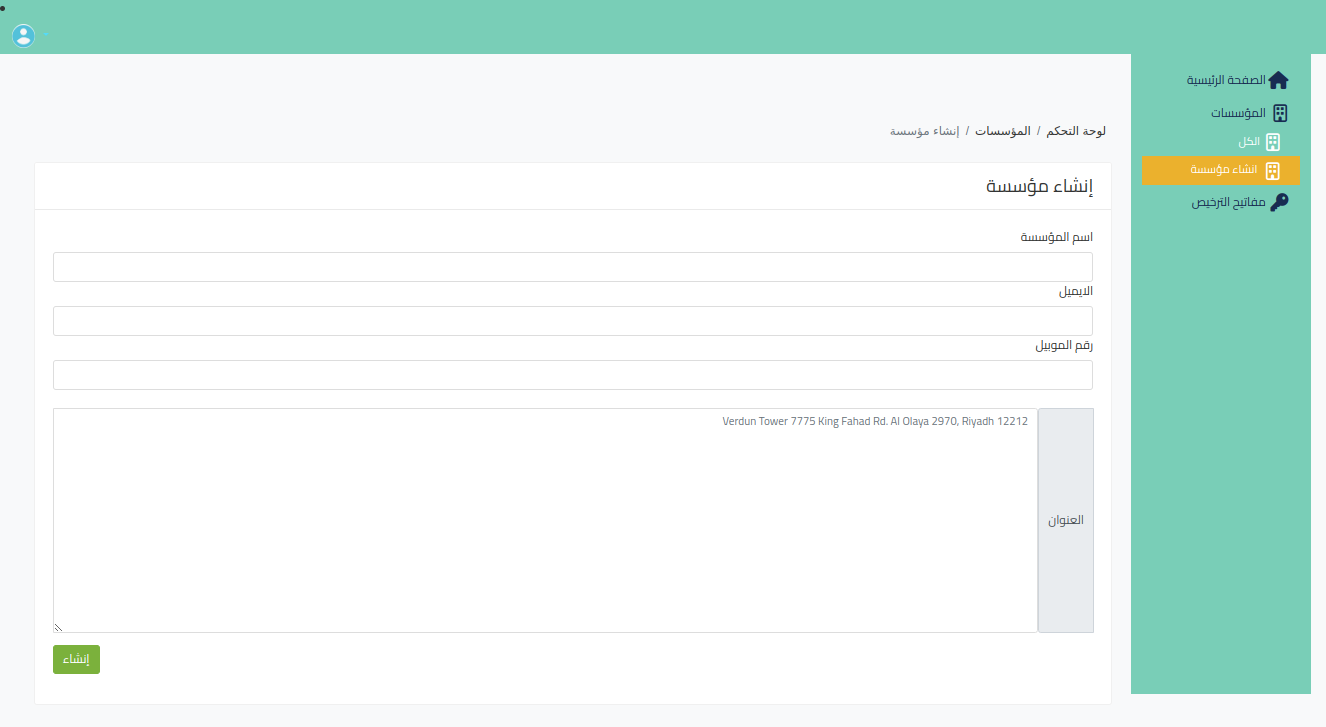 الصفحة الرئيسية
المؤسسات
الكل
انشاء مؤسسة
مفاتيح الترخيص
لوحة التحكم / المؤسسات / إنشاء مؤسسة
إنشاء مؤسسة
اسم المؤسسة
الايميل
رقم الموبيل
العنوان
Verdun Tower 7775 King Fahad Rd. Al Olaya 2970, Riyadh 12212
إنشاء